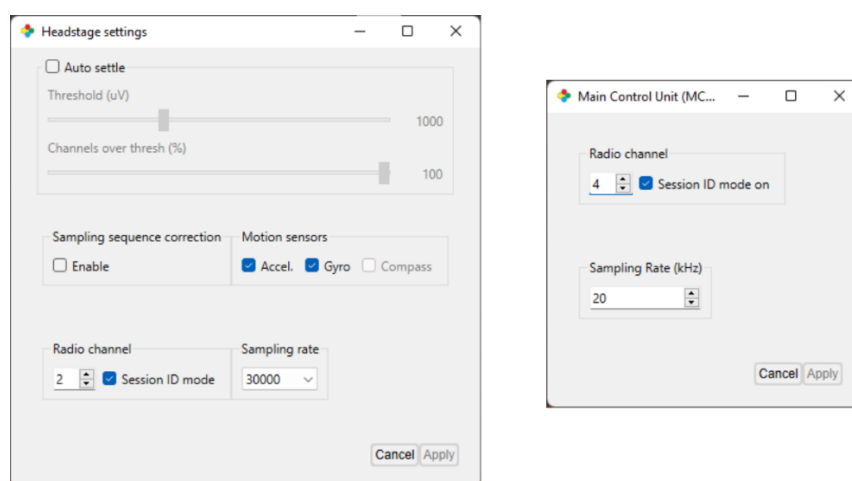 Headstage settings
Auto settle
Threshold (uV)
1000
Channels over thresh (%)
100
Sampling sequence correction
Enable
Motion sensors
Accel. Gyro Compass
Radio channel
2 Session ID mode
Sampling rate
30000
Cancel Apply
Main Control Unit (MC...
Radio channel
4 Session ID mode on
Sampling Rate (kHz)
20
Cancel Apply